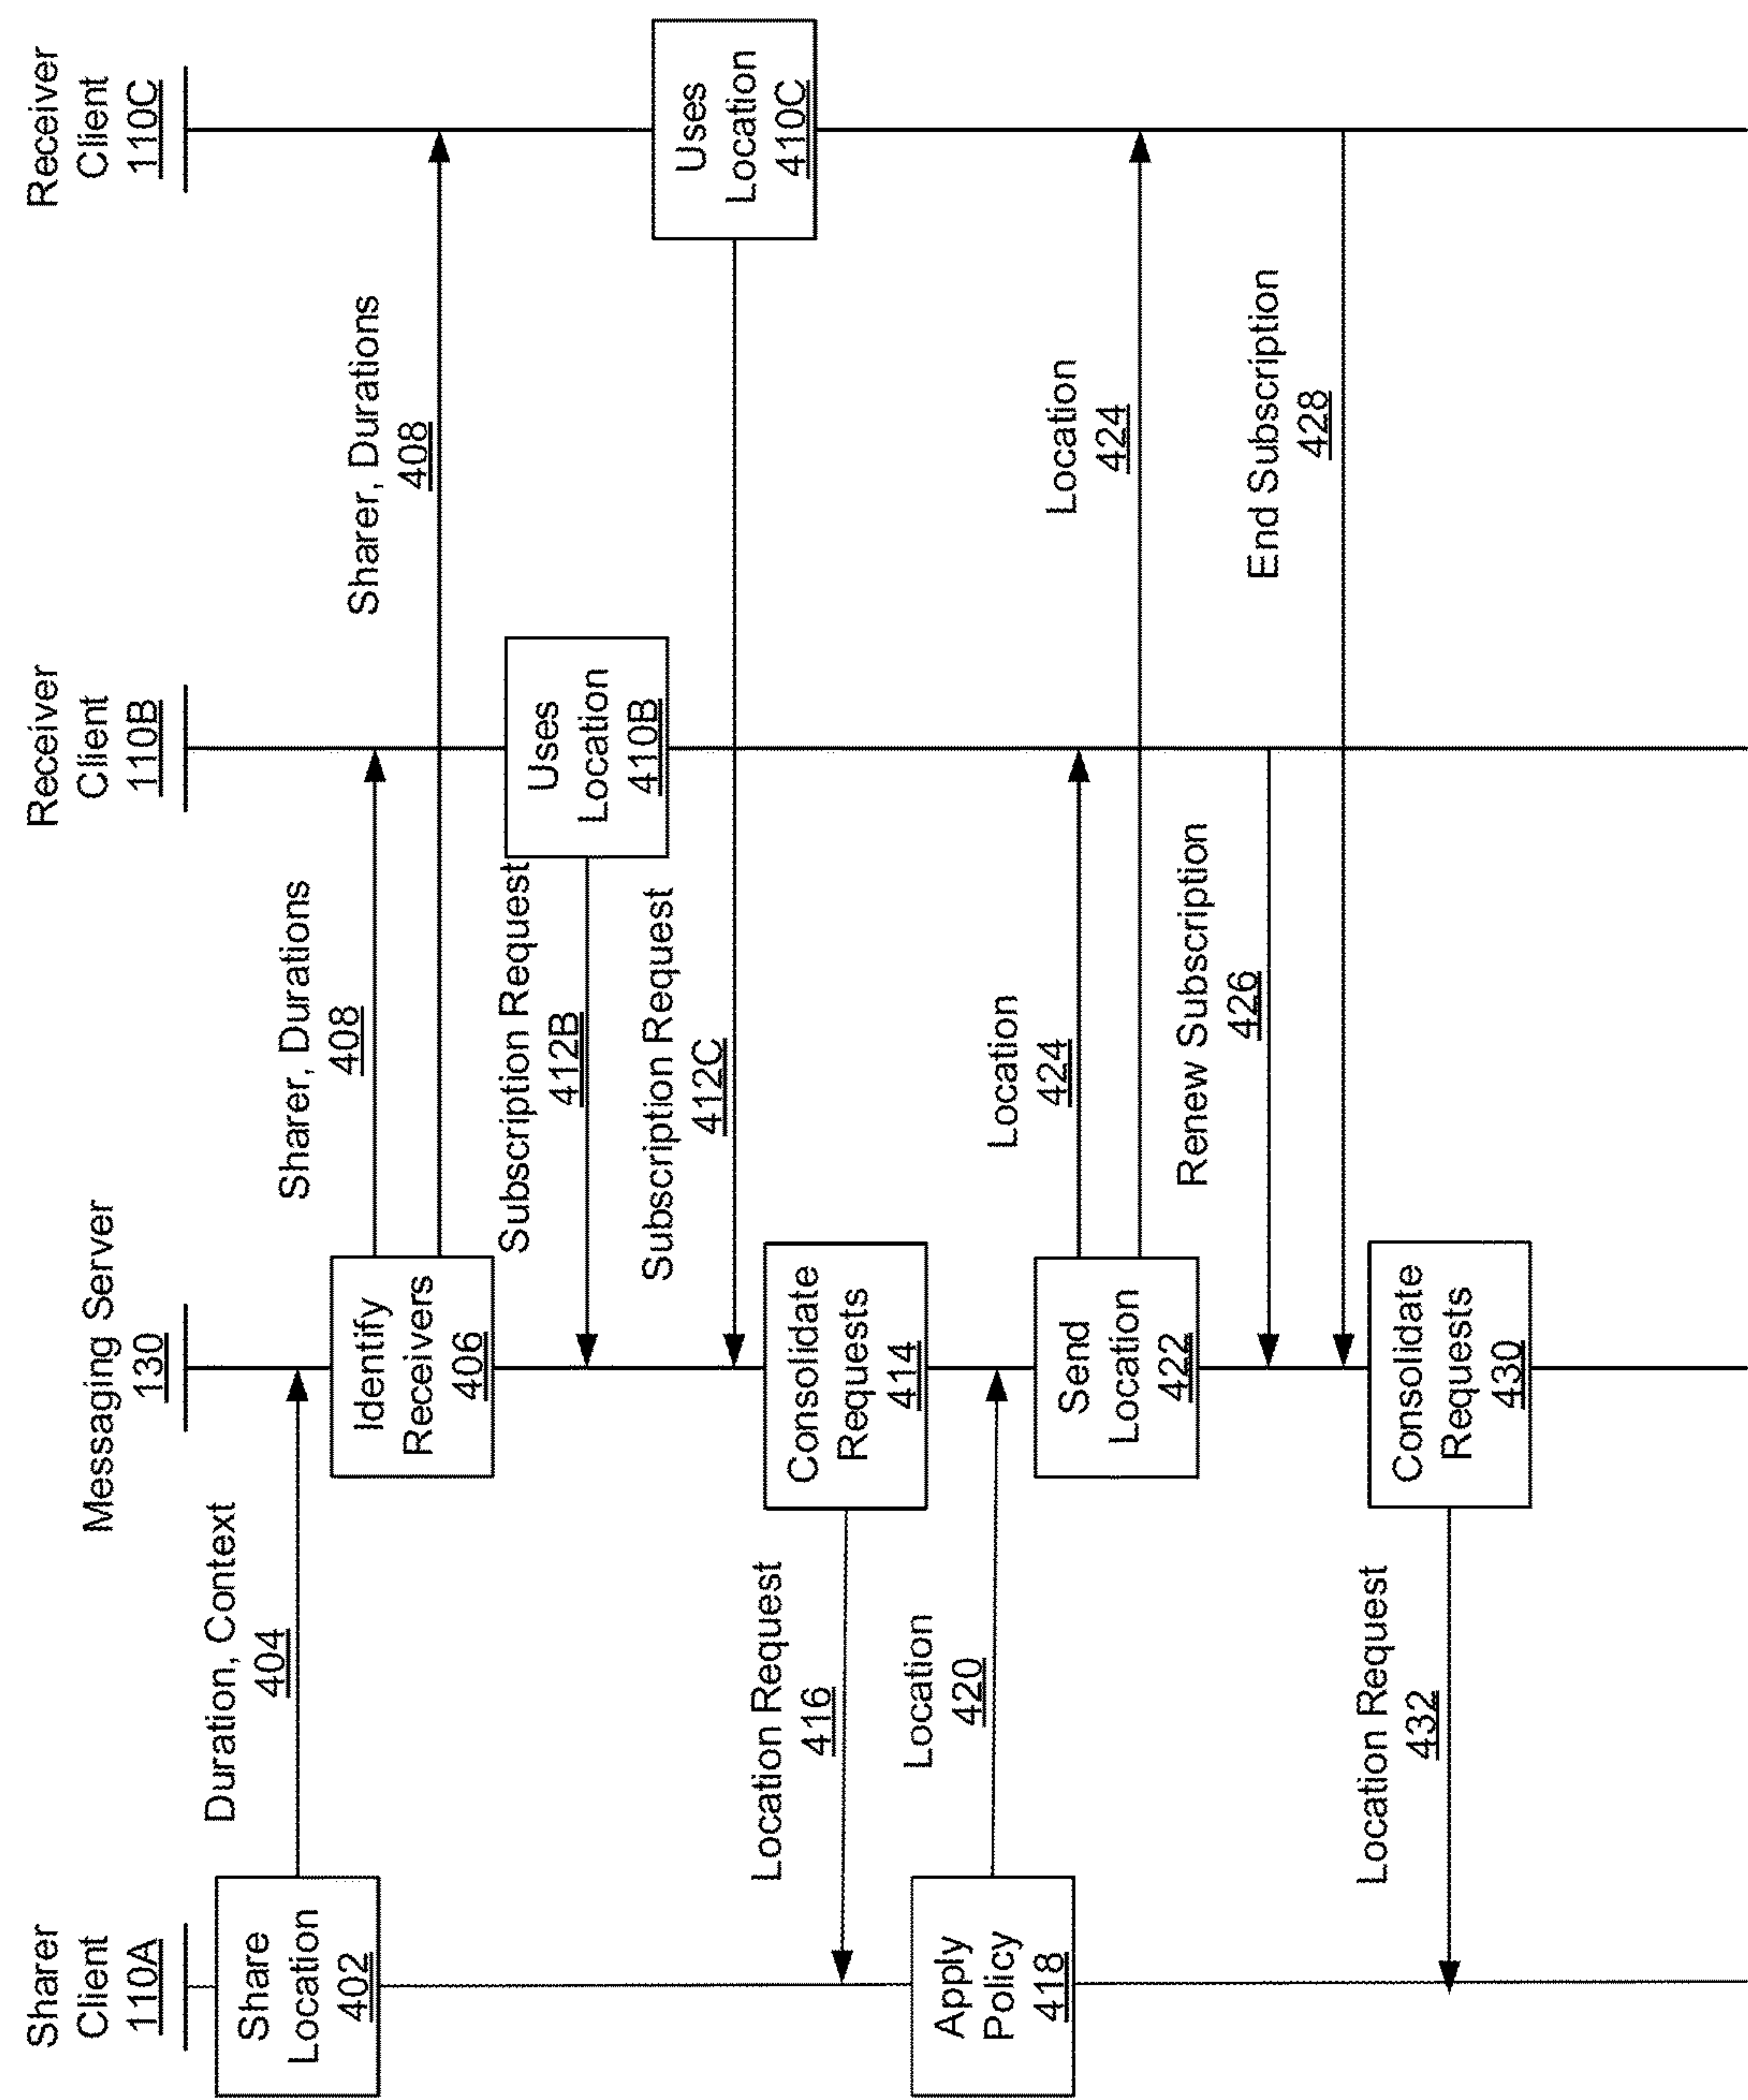 Sharer
Client
110A
Messaging Server
130
Receiver
Client
110B
Receiver
Client
110C
Share
Location
402
Duration, Context
404
Identify
Receivers
406
Sharer, Durations
408
Sharer, Durations
408
Uses
Location
410B
Subscription Request
412B
Uses
Location
410C
Subscription Request
412C
Consolidate
Requests
414
Location Request
416
Apply
Policy
418
Location
420
Send
Location
422
Location
424
Location
424
Renew Subscription
426
End Subscription
428
Consolidate
Requests
430
Location Request
432